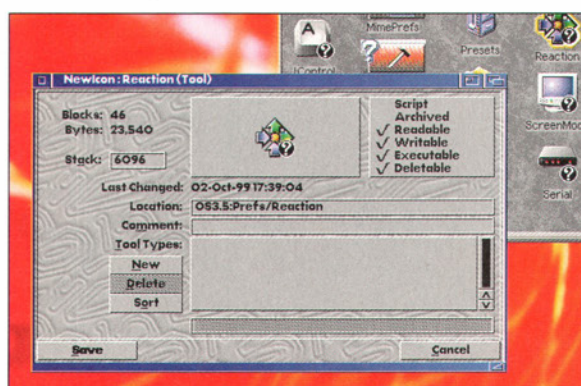 MimePrefs
Presets
Reaction
IControl
ScreenMod
Serial
NewIcon: Reaction (Tool)
Blocks: 46
Bytes: 23,540
Stack: 6096
Script
Archived
Readable
Writable
Executable
Deletable
Last Changed: 02-Oct-99 17:39:04
Location: OS3.5:Prefs/Reaction
Comment:
Tool Types:
New
Delete
Sort
Save
Cancel